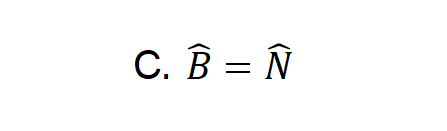 C. B̂ = N̂